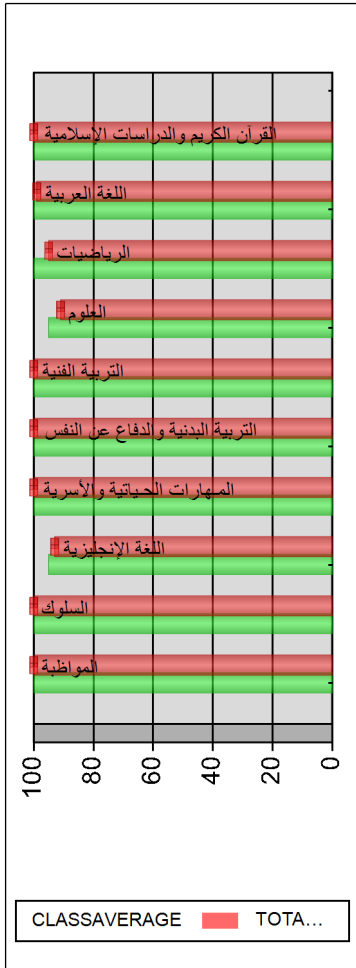 القرآن الكريم والدراسات الإسلامية
اللغة العربية
الرياضيات
العلوم
التربية الفنية
التربية البدنية والدفاع عن النفس
المهارات الحياتية والأسرية
اللغة الإنجليزية
السلوك
المواظبة
100 80 60 40 20 0
CLASSAVERAGE TOTA...